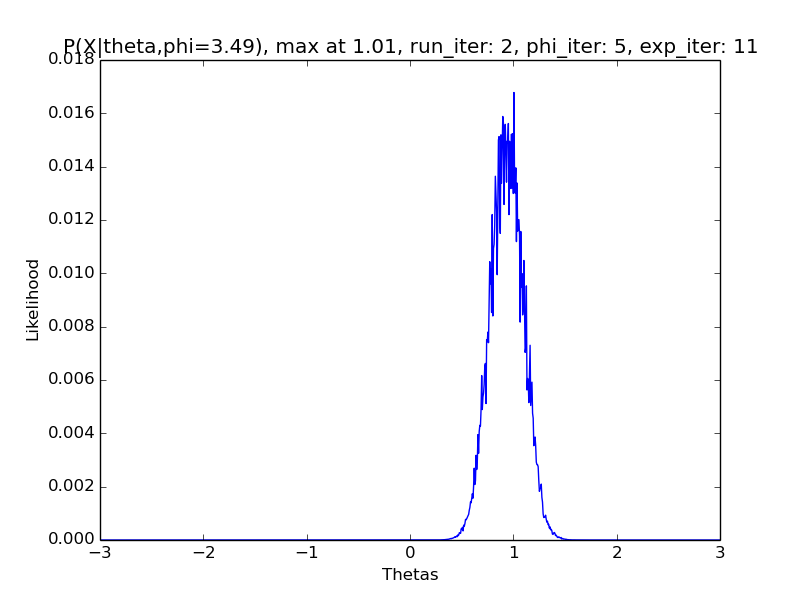 P(X|theta,phi=3.49), max at 1.01, run_iter: 2, phi_iter: 5, exp_iter: 11
0.018
0.016
0.014
0.012
0.010
0.008
0.006
0.004
0.002
0.000
Likelihood
−3 −2 −1 0 1 2 3
Thetas